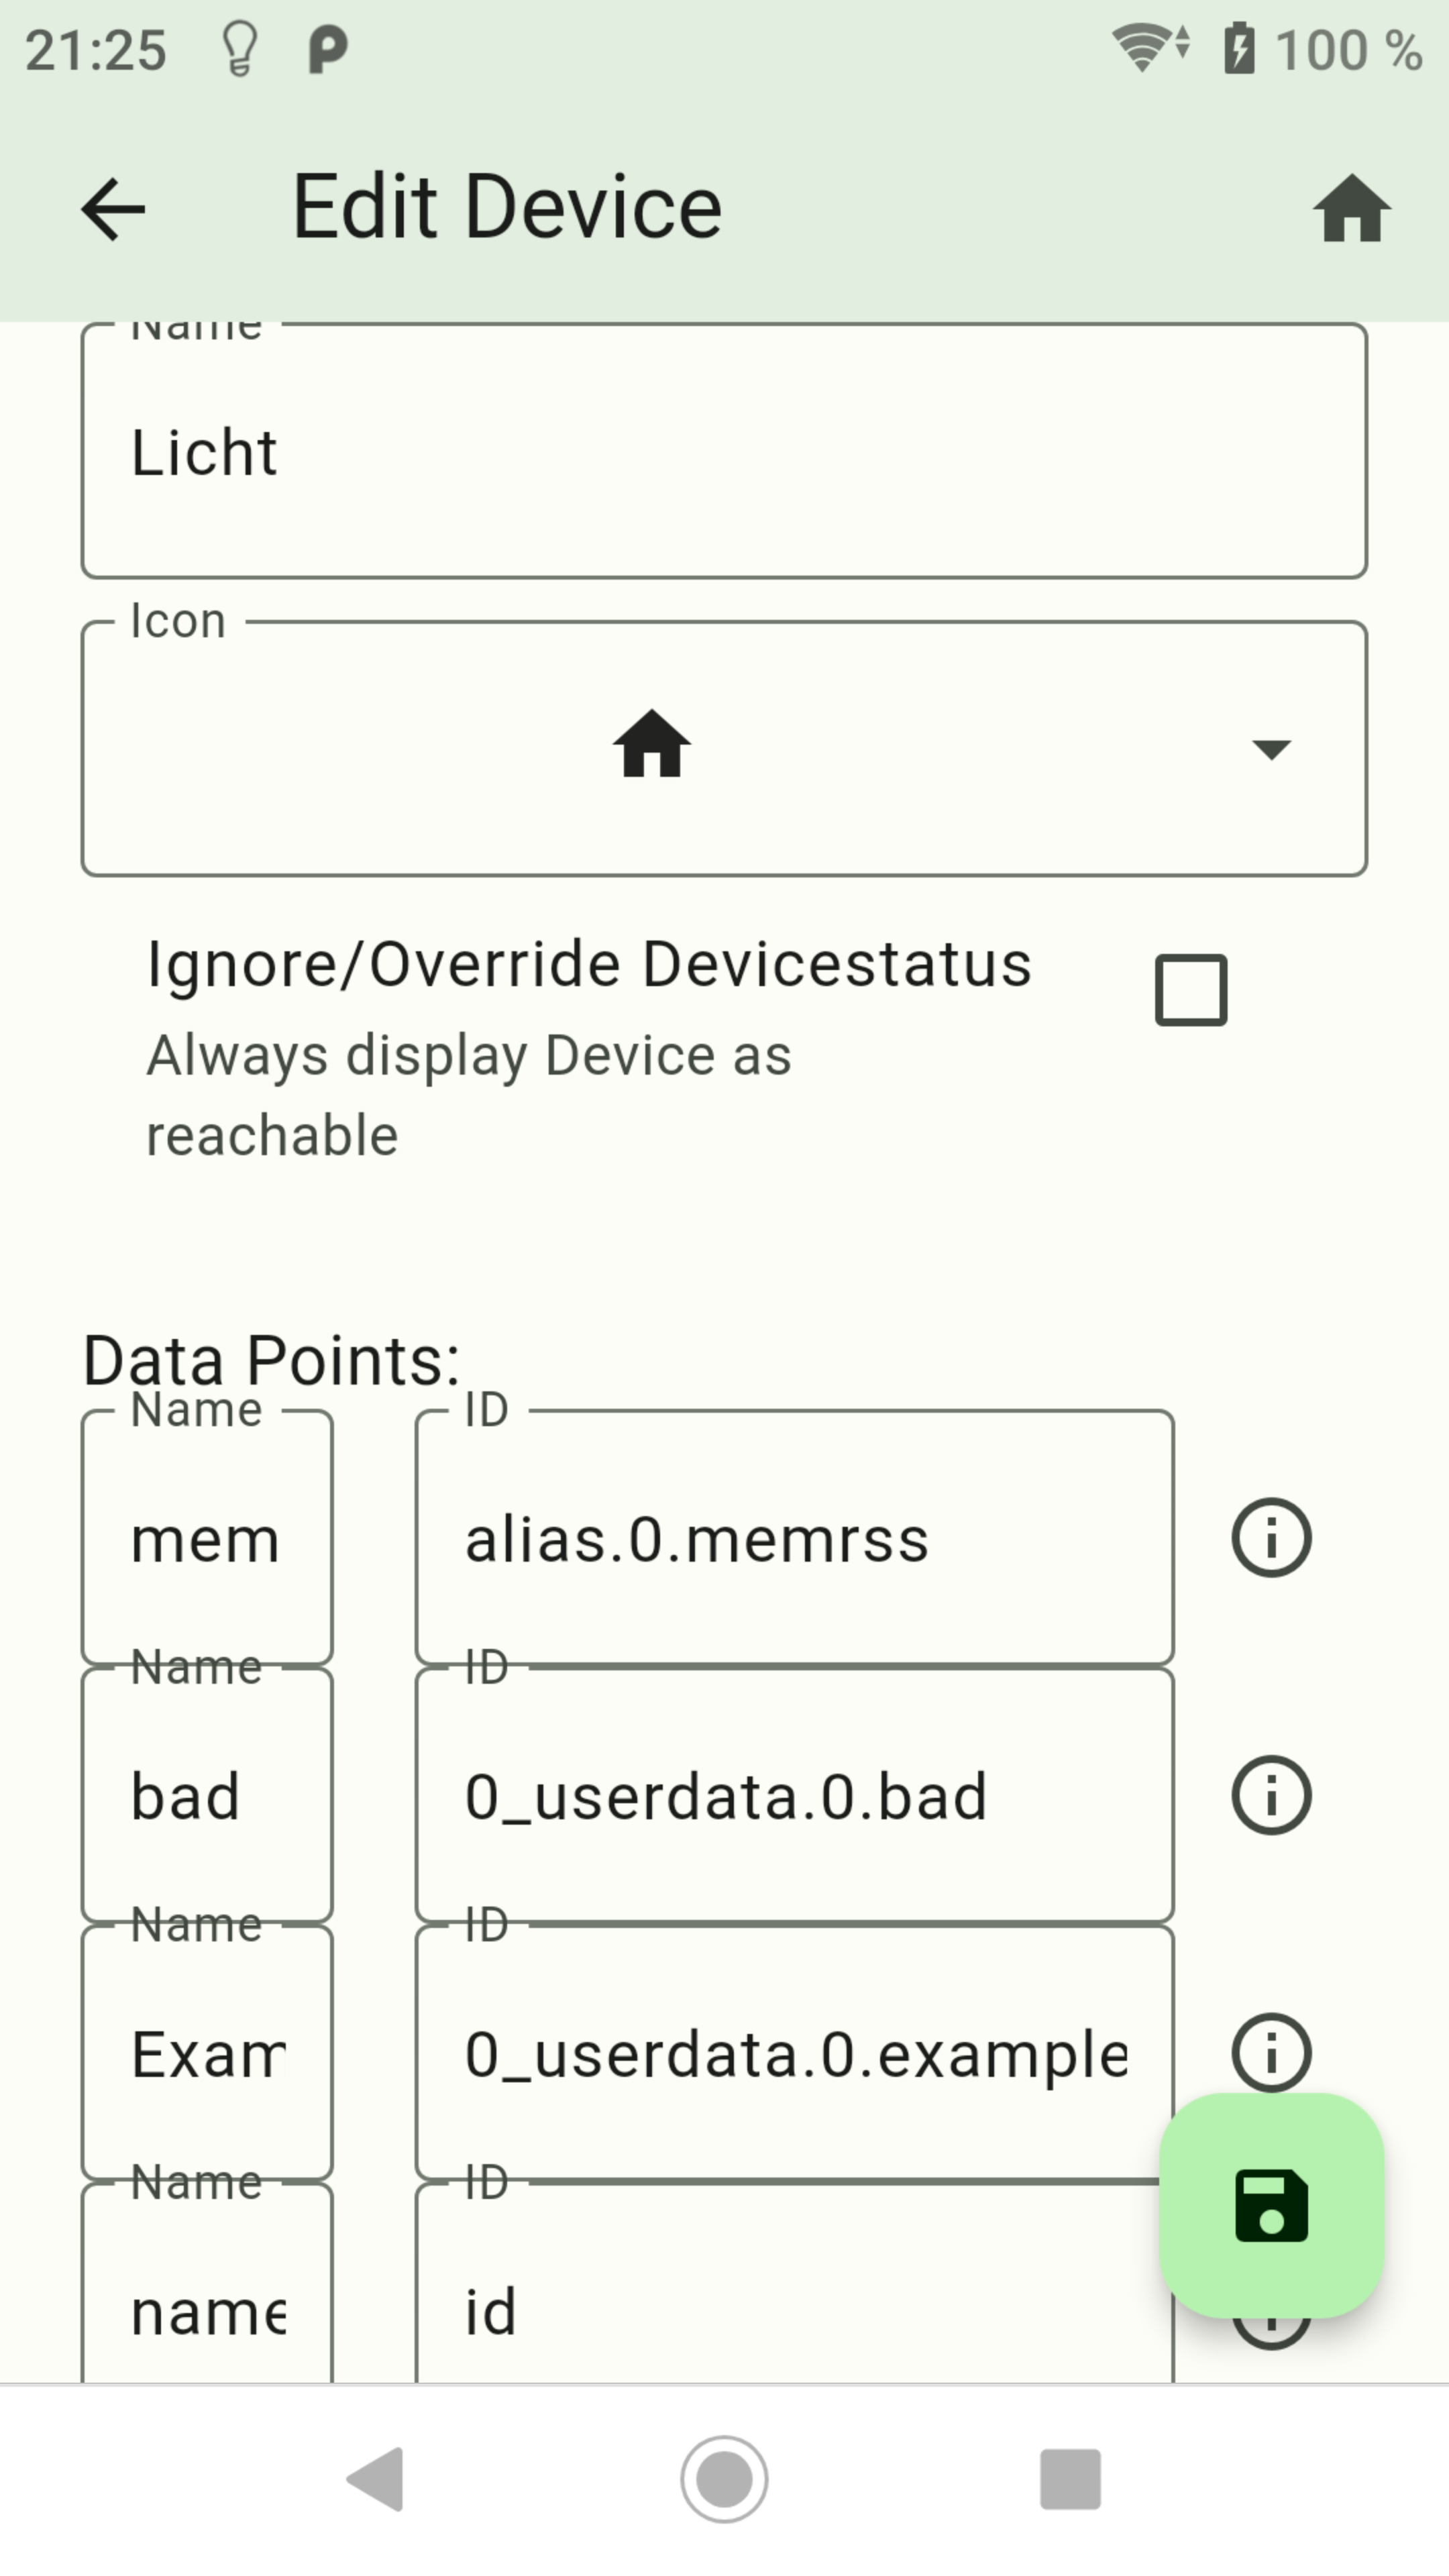 21:25
100 %
Edit Device
Name
Licht
Icon
Ignore/Override Devicestatus
Always display Device as
reachable
Data Points:
Name ID
mem alias.0.memrss
Name ID
bad 0_userdata.0.bad
Name ID
Exam 0_userdata.0.example
Name ID
name id